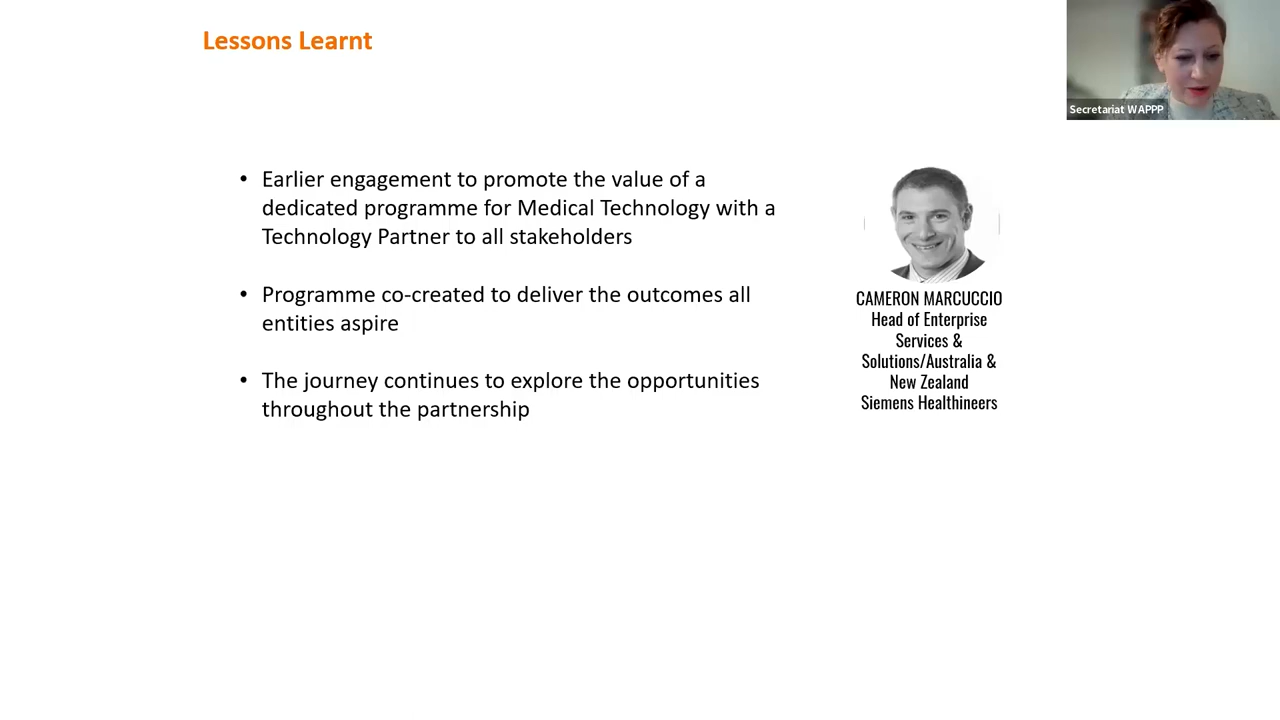 Lessons Learnt
Secretariat WAPPP
• Earlier engagement to promote the value of a
dedicated programme for Medical Technology with a
Technology Partner to all stakeholders
• Programme co-created to deliver the outcomes all
entities aspire
• The journey continues to explore the opportunities
throughout the partnership
CAMERON MARCUCCIO
Head of Enterprise
Services &
Solutions/Australia &
New Zealand
Siemens Healthineers